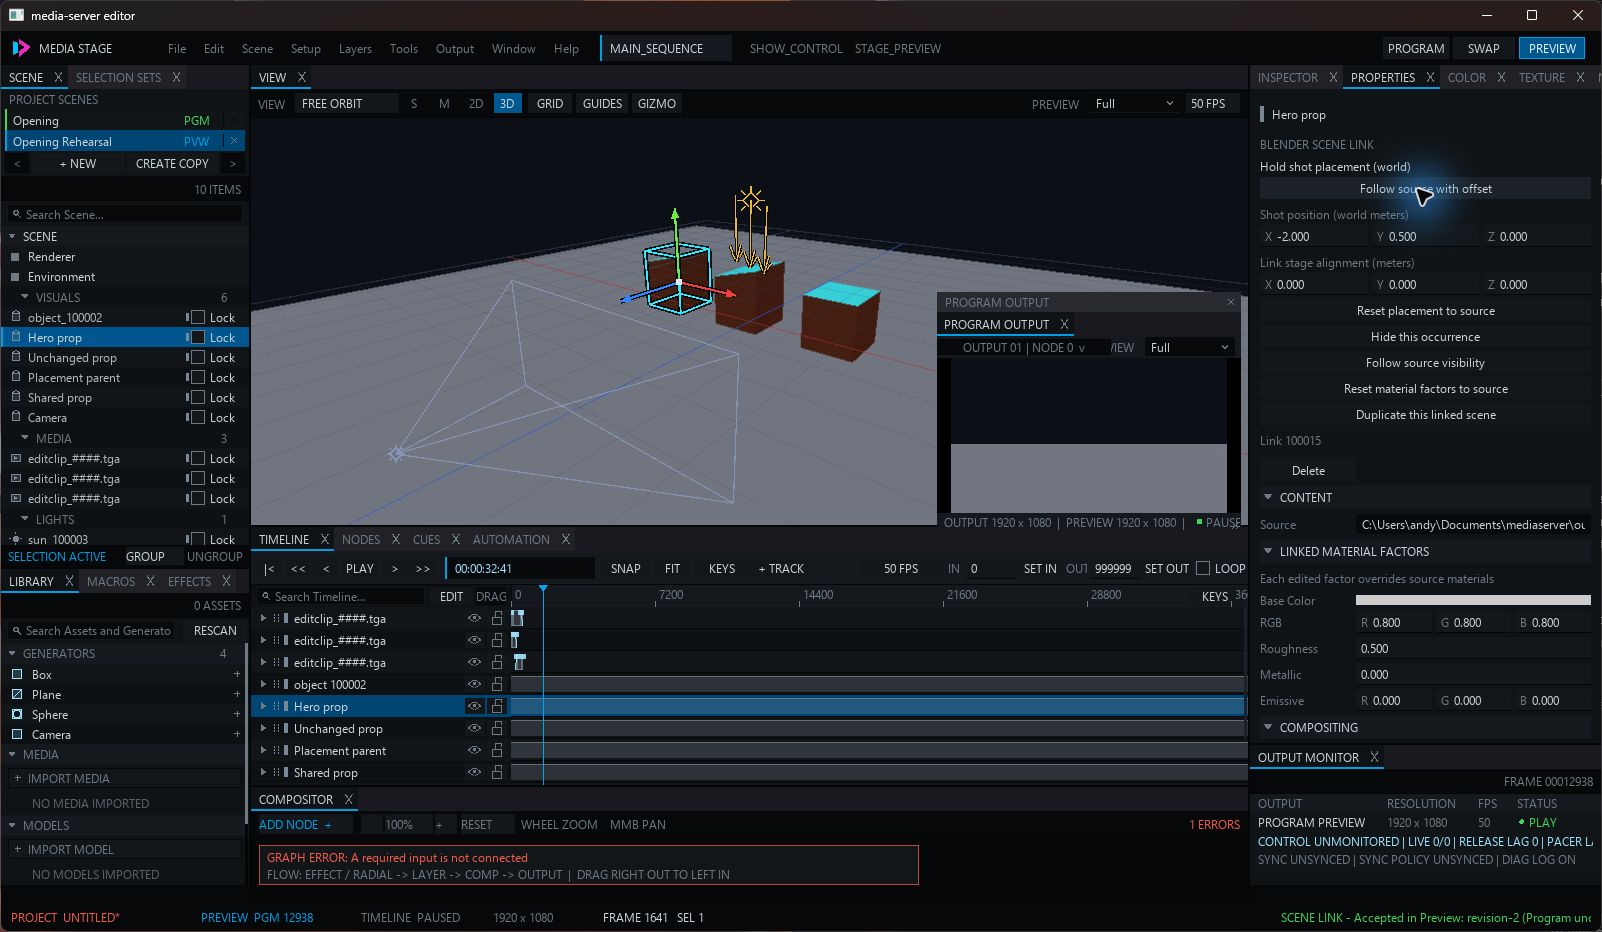 media-server editor
MEDIA STAGE
File Edit Scene Setup Layers Tools Output Window Help
MAIN_SEQUENCE SHOW_CONTROL STAGE_PREVIEW
PROGRAM SWAP PREVIEW
SCENE X SELECTION SETS X
PROJECT SCENES
Opening PGM
Opening Rehearsal PVW
< + NEW CREATE COPY >
10 ITEMS
Search Scene...
SCENE
Renderer
Environment
VISUALS 6
object_100002 Lock
Hero prop Lock
Unchanged prop Lock
Placement parent Lock
Shared prop Lock
Camera Lock
MEDIA 3
editclip_####.tga Lock
editclip_####.tga Lock
editclip_####.tga Lock
LIGHTS 1
sun_100003 Lock
SELECTION ACTIVE GROUP UNGROUP
LIBRARY X MACROS X EFFECTS X
0 ASSETS
Search Assets and Generato RESCAN
GENERATORS 4
Box +
Plane +
Sphere +
Camera +
MEDIA
+ IMPORT MEDIA
NO MEDIA IMPORTED
MODELS
+ IMPORT MODEL
NO MODELS IMPORTED
VIEW X
VIEW FREE ORBIT S M 2D 3D GRID GUIDES GIZMO PREVIEW Full 50 FPS
PROGRAM OUTPUT
PROGRAM OUTPUT X
OUTPUT 01 | NODE 0 v /IEW Full
OUTPUT 1920 x 1080 | PREVIEW 1920 x 1080 | PAUSE
TIMELINE X NODES X CUES X AUTOMATION X
|< << < PLAY > >> 00:00:32:41 SNAP FIT KEYS + TRACK 50 FPS IN 0 SET IN OUT 999999 SET OUT LOOP
Search Timeline... EDIT DRAG 0 7200 14400 21600 28800 KEYS 36
editclip_####.tga
editclip_####.tga
editclip_####.tga
object 100002
Hero prop
Unchanged prop
Placement parent
Shared prop
COMPOSITOR X
ADD NODE + 100% + RESET WHEEL ZOOM MMB PAN 1 ERRORS
GRAPH ERROR: A required input is not connected
FLOW: EFFECT / RADIAL -> LAYER -> COMP -> OUTPUT | DRAG RIGHT OUT TO LEFT IN
INSPECTOR X PROPERTIES X COLOR X TEXTURE X
Hero prop
BLENDER SCENE LINK
Hold shot placement (world)
Follow source with offset
Shot position (world meters)
X -2.000 Y 0.500 Z 0.000
Link stage alignment (meters)
X 0.000 Y 0.000 Z 0.000
Reset placement to source
Hide this occurrence
Follow source visibility
Reset material factors to source
Duplicate this linked scene
Link 100015
Delete
CONTENT
Source C:\Users\andy\Documents\mediaserver\ou
LINKED MATERIAL FACTORS
Each edited factor overrides source materials
Base Color
RGB R 0.800 G 0.800 B 0.800
Roughness 0.500
Metallic 0.000
Emissive R 0.000 G 0.000 B 0.000
COMPOSITING
OUTPUT MONITOR X
FRAME 00012938
OUTPUT RESOLUTION FPS STATUS
PROGRAM PREVIEW 1920 x 1080 50 PLAY
CONTROL UNMONITORED | LIVE 0/0 | RELEASE LAG 0 | PACER LA
SYNC UNSYNCED | SYNC POLICY UNSYNCED | DIAG LOG ON
PROJECT UNTITLED* PREVIEW PGM 12938 TIMELINE PAUSED 1920 x 1080 FRAME 1641 SEL 1 SCENE LINK - Accepted in Preview: revision-2 (Program unc